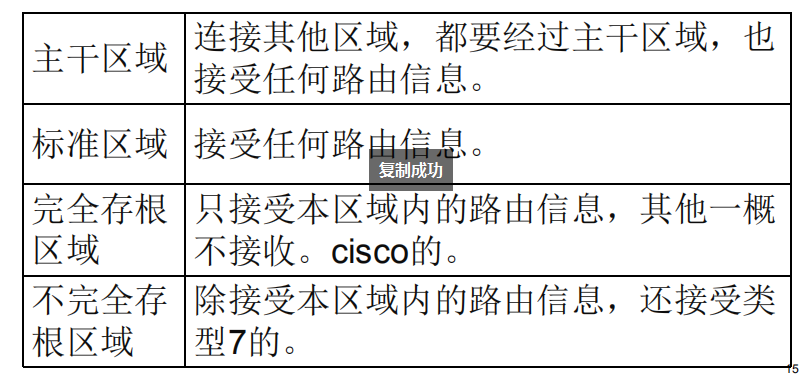 主干区域
连接其他区域，都要经过主干区域，也
接受任何路由信息。
标准区域
接受任何路由信息。
复制成功
完全存根
区域
只接受本区域内的路由信息，其他一概
不接收。cisco的。
不完全存
根区域
除接受本区域内的路由信息，还接受类
型7的。
15